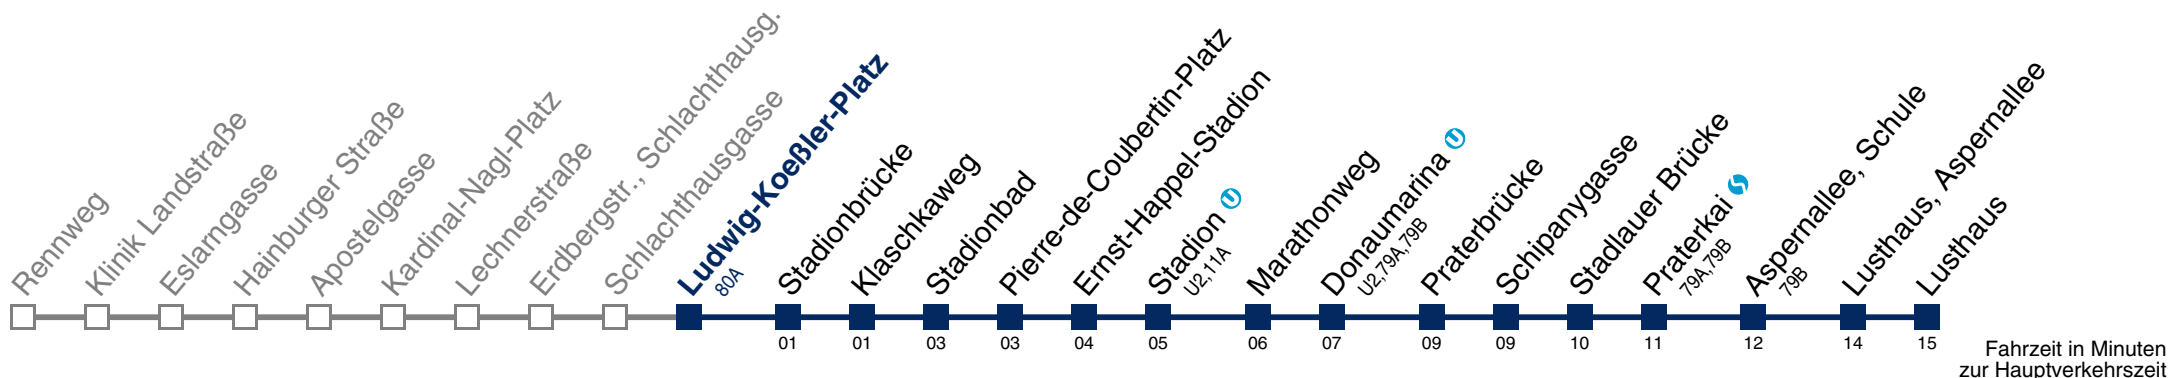 Rennweg
Klinik Landstraße
Eslarngasse
Hainburger Straße
Apostelgasse
Kardinal-Nagl-Platz
Lechnerstraße
Erdbergstr., Schlachthausg.
Schlachthausgasse
Ludwig-Koeßler-Platz
80A
Stadionbrücke
Klaschkaweg
Stadionbad
Pierre-de-Coubertin-Platz
Ernst-Happel-Stadion
Stadion U
U2,11A
Marathonweg
Donaumarina U
U2,79A,79B
Praterbrücke
Schipanygasse
Stadlauer Brücke
Praterkai S
79A,79B
Aspernallee, Schule
79B
Lusthaus, Aspernallee
Lusthaus
01 01 03 03 04 05 06 07 09 09 10 11 12 14 15
Fahrzeit in Minuten
zur Hauptverkehrszeit